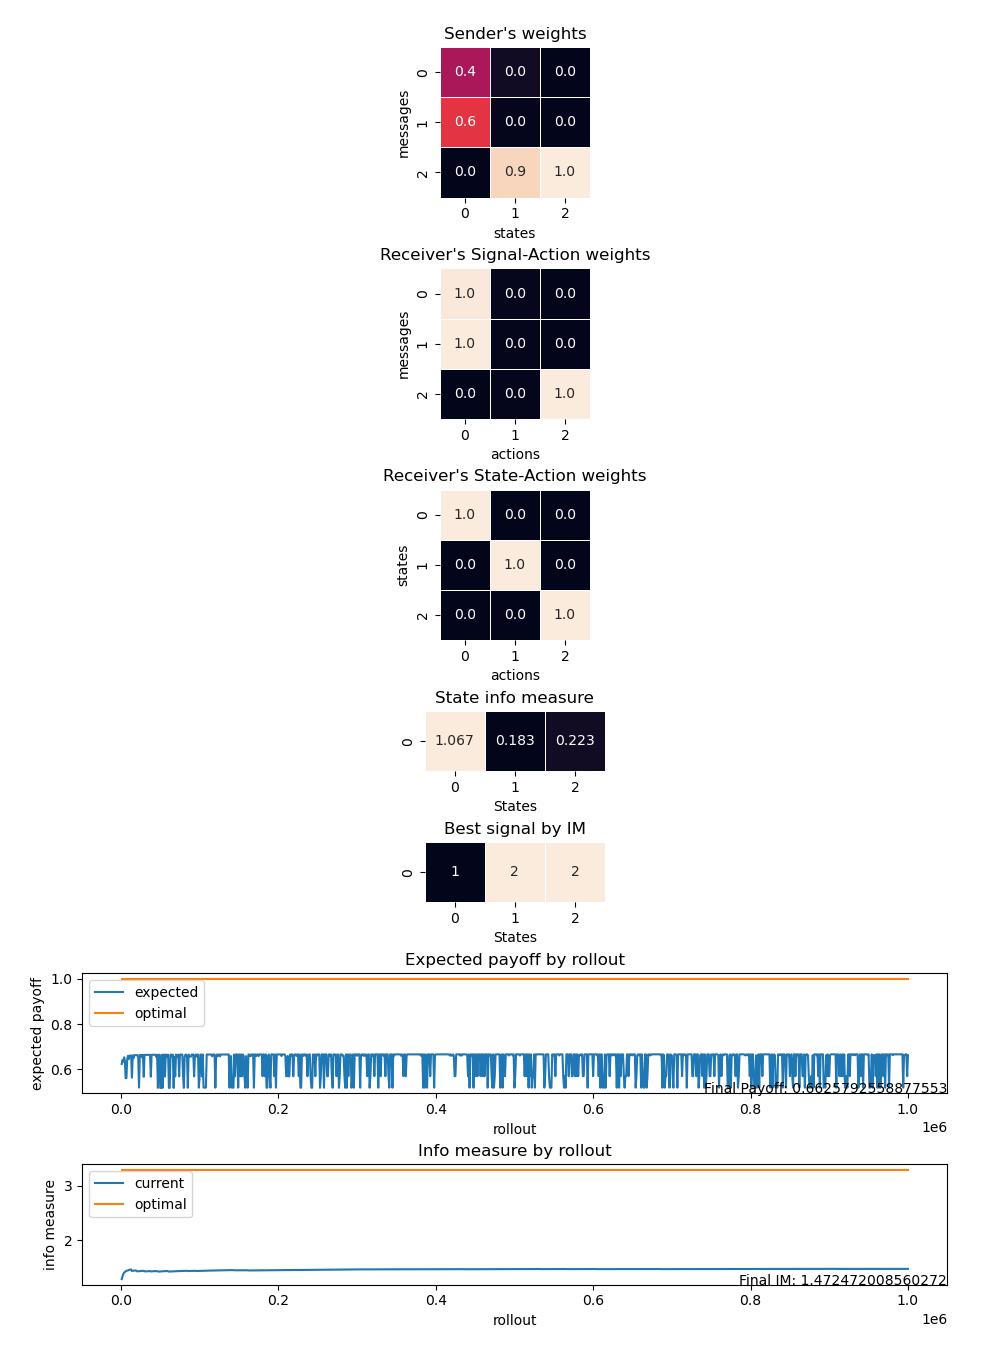 Sender's weights
0 0.4 0.0 0.0
1 0.6 0.0 0.0
2 0.0 0.9 1.0
messages
0 1 2
states
Receiver's Signal-Action weights
0 1.0 0.0 0.0
1 1.0 0.0 0.0
2 0.0 0.0 1.0
messages
0 1 2
actions
Receiver's State-Action weights
0 1.0 0.0 0.0
1 0.0 1.0 0.0
2 0.0 0.0 1.0
states
0 1 2
actions
State info measure
0 1.067 0.183 0.223
0 1 2
States
Best signal by IM
0 1 2 2
0 1 2
States
Expected payoff by rollout
expected payoff
1.0
0.8
0.6
expected
optimal
Final Payoff: 0.6625792558877553
0.0 0.2 0.4 0.6 0.8 1.0
1e6
rollout
Info measure by rollout
info measure
3
2
current
optimal
Final IM: 1.472472008560272
0.0 0.2 0.4 0.6 0.8 1.0
1e6
rollout